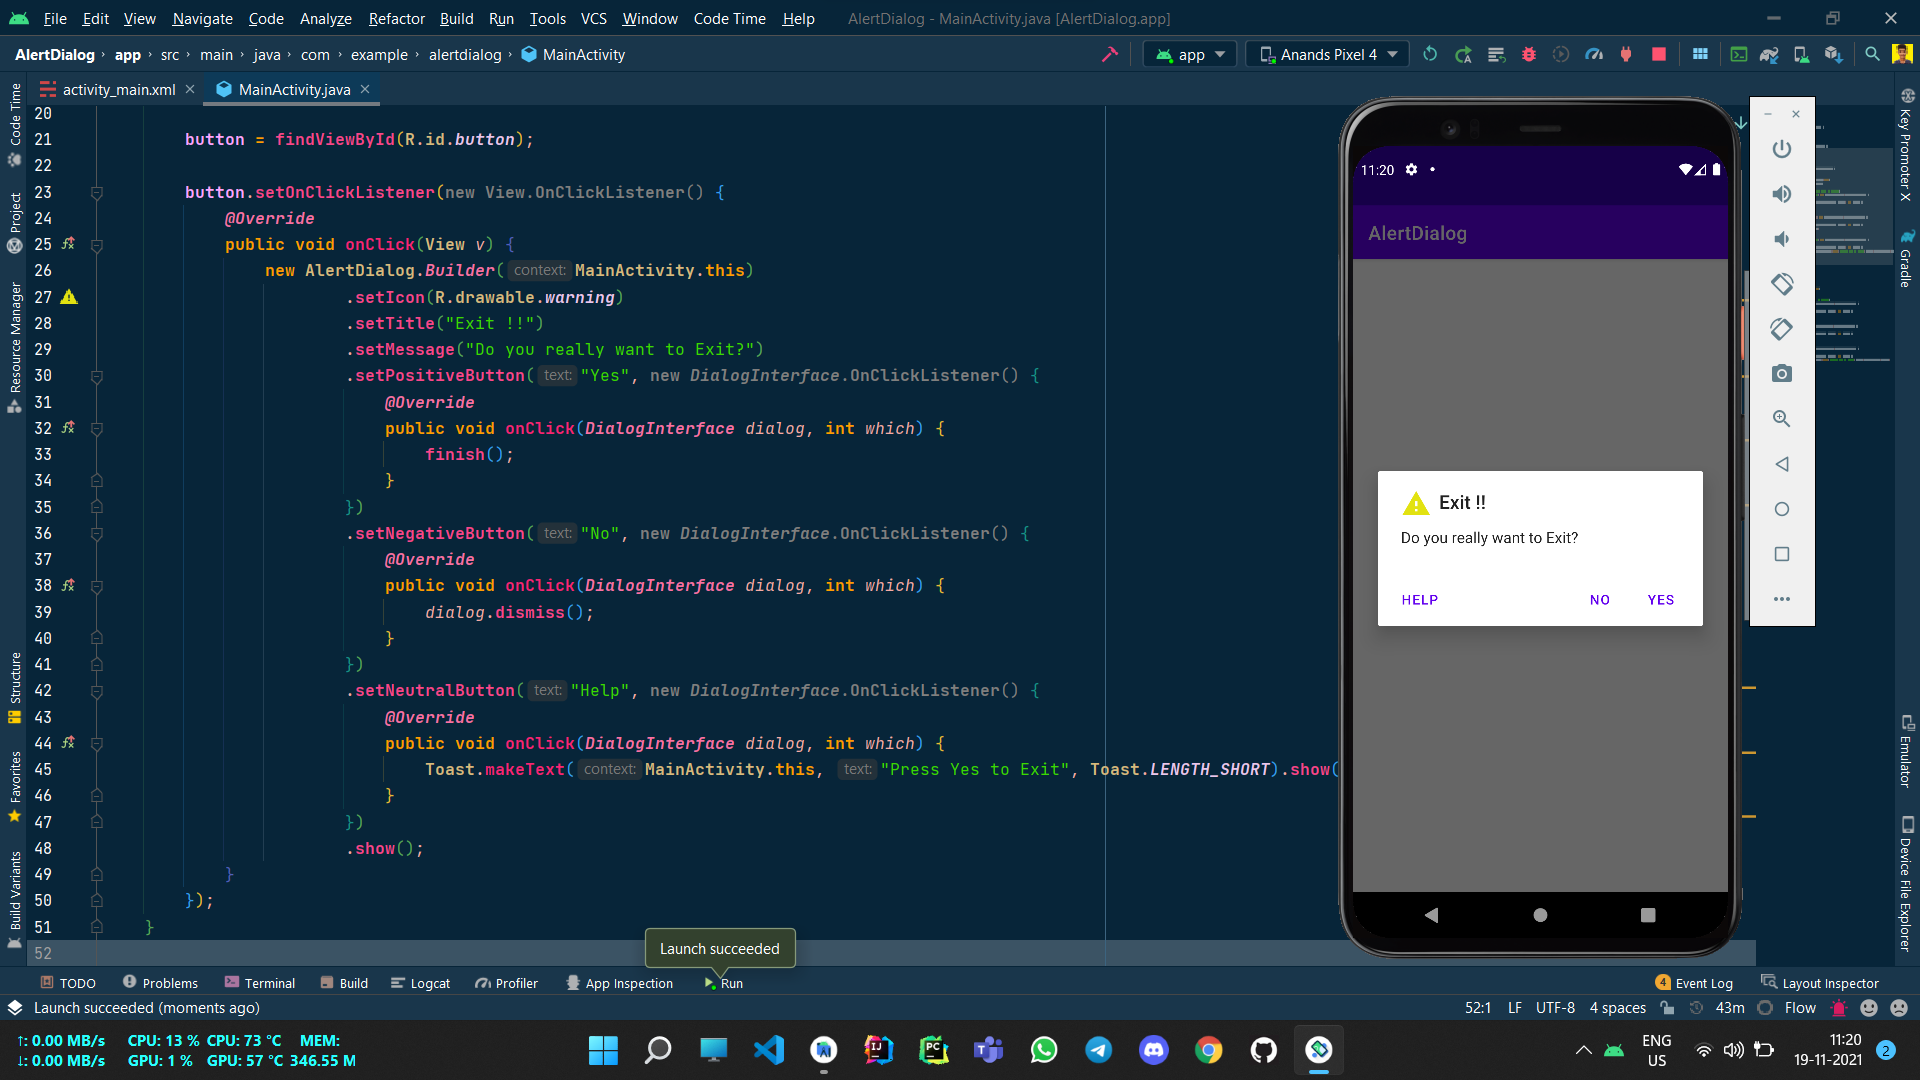 File Edit View Navigate Code Analyze Refactor Build Run Tools VCS Window Code Time Help AlertDialog - MainActivity.java [AlertDialog.app]
AlertDialog app src main java com example alertdialog MainActivity app Anands Pixel 4
activity_main.xml MainActivity.java
Code Time
Project
Resource Manager
Structure
Favorites
Build Variants
20
21 button = findViewById(R.id.button);
22
23 button.setOnClickListener(new View.OnClickListener() {
24 @Override
25 public void onClick(View v) {
26 new AlertDialog.Builder( context: MainActivity.this)
27 .setIcon(R.drawable.warning)
28 .setTitle("Exit !!")
29 .setMessage("Do you really want to Exit?")
30 .setPositiveButton( text: "Yes", new DialogInterface.OnClickListener() {
31 @Override
32 public void onClick(DialogInterface dialog, int which) {
33 finish();
34 }
35 })
36 .setNegativeButton( text: "No", new DialogInterface.OnClickListener() {
37 @Override
38 public void onClick(DialogInterface dialog, int which) {
39 dialog.dismiss();
40 }
41 })
42 .setNeutralButton( text: "Help", new DialogInterface.OnClickListener() {
43 @Override
44 public void onClick(DialogInterface dialog, int which) {
45 Toast.makeText( context: MainActivity.this, text: "Press Yes to Exit", Toast.LENGTH_SHORT).show(
46 }
47 })
48 .show();
49 }
50 });
51 }
52
11:20
AlertDialog
Exit !!
Do you really want to Exit?
HELP NO YES
Key Promoter X
Gradle
Emulator
Device File Explorer
Launch succeeded
TODO Problems Terminal Build Logcat Profiler App Inspection Run 4 Event Log Layout Inspector
Launch succeeded (moments ago) 52:1 LF UTF-8 4 spaces 43m Flow
↑: 0.00 MB/s CPU: 13 % CPU: 73 °C MEM:
↓: 0.00 MB/s GPU: 1 % GPU: 57 °C 346.55 M
IJ
PC
ENG
US
11:20
19-11-2021
2